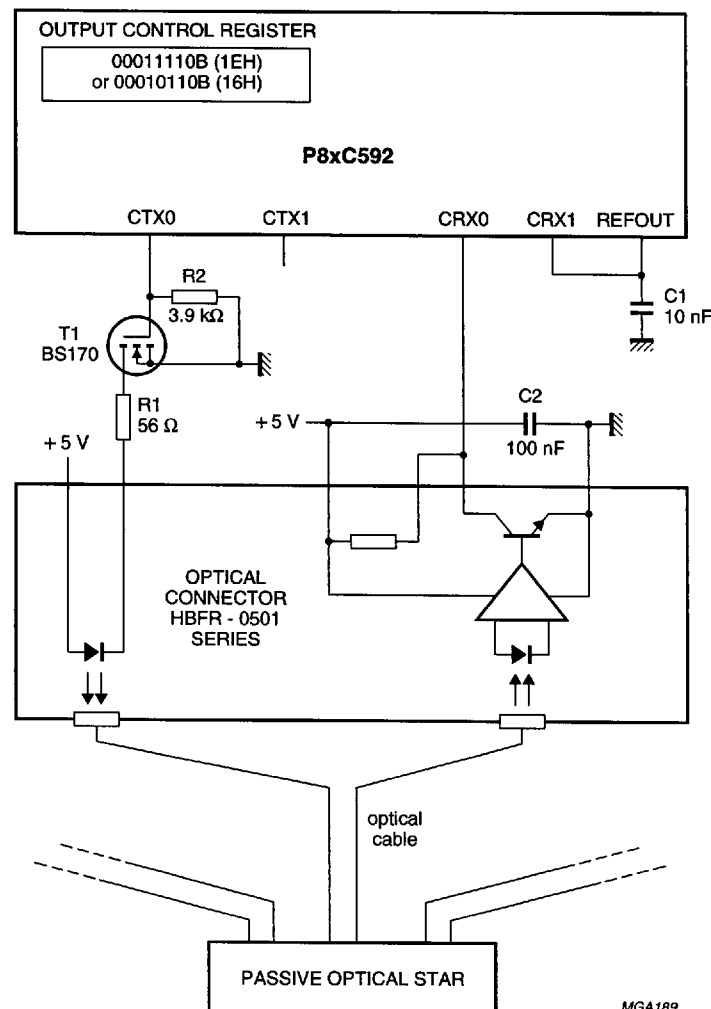 OUTPUT CONTROL REGISTER
00011110B (1EH)
or 00010110B (16H)
P8xC592
CTX0
CTX1
CRX0
CRX1
REFOUT
R2
3.9 kΩ
T1
BS170
C1
10 nF
R1
56 Ω
+5 V
+5 V
C2
100 nF
OPTICAL
CONNECTOR
HBFR - 0501
SERIES
optical
cable
PASSIVE OPTICAL STAR
MGA189